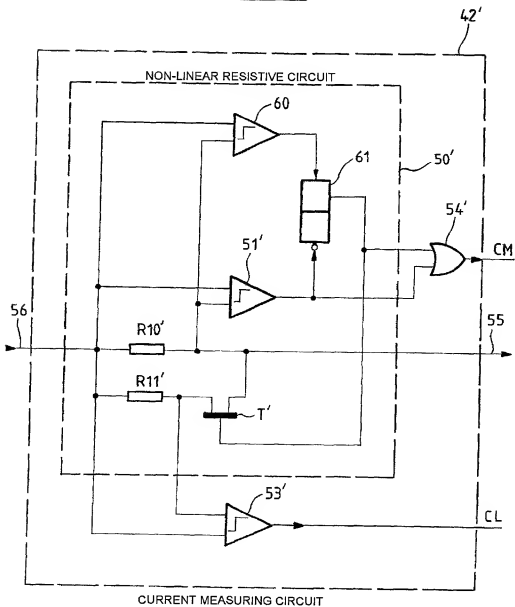 42'
NON-LINEAR RESISTIVE CIRCUIT
60
61
50'
54'
CM
51'
56
R10'
55
R11'
T'
53'
CL
CURRENT MEASURING CIRCUIT